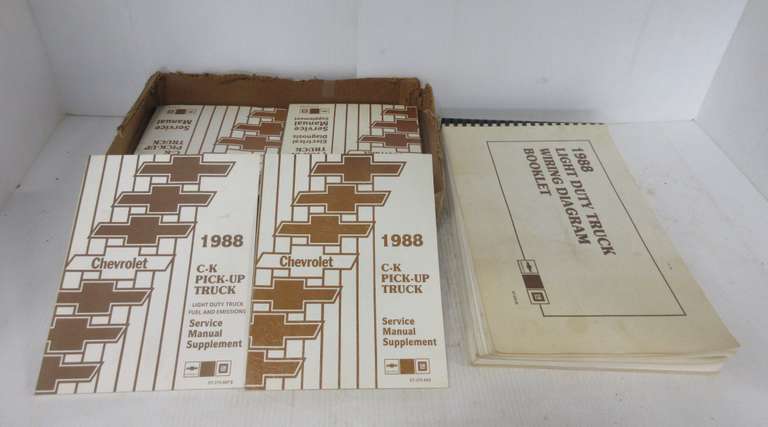 Service
Manual
C-K
PICK-UP
TRUCK
Supplement
Service
Manual
Electrical
Diagnosis
TRUCK
1988
LIGHT DUTY TRUCK
WIRING DIAGRAM
BOOKLET
Chevrolet
1988
C-K
PICK-UP
TRUCK
LIGHT DUTY TRUCK
FUEL AND EMISSIONS
Service
Manual
Supplement
Chevrolet
1988
C-K
PICK-UP
TRUCK
Service
Manual
Supplement